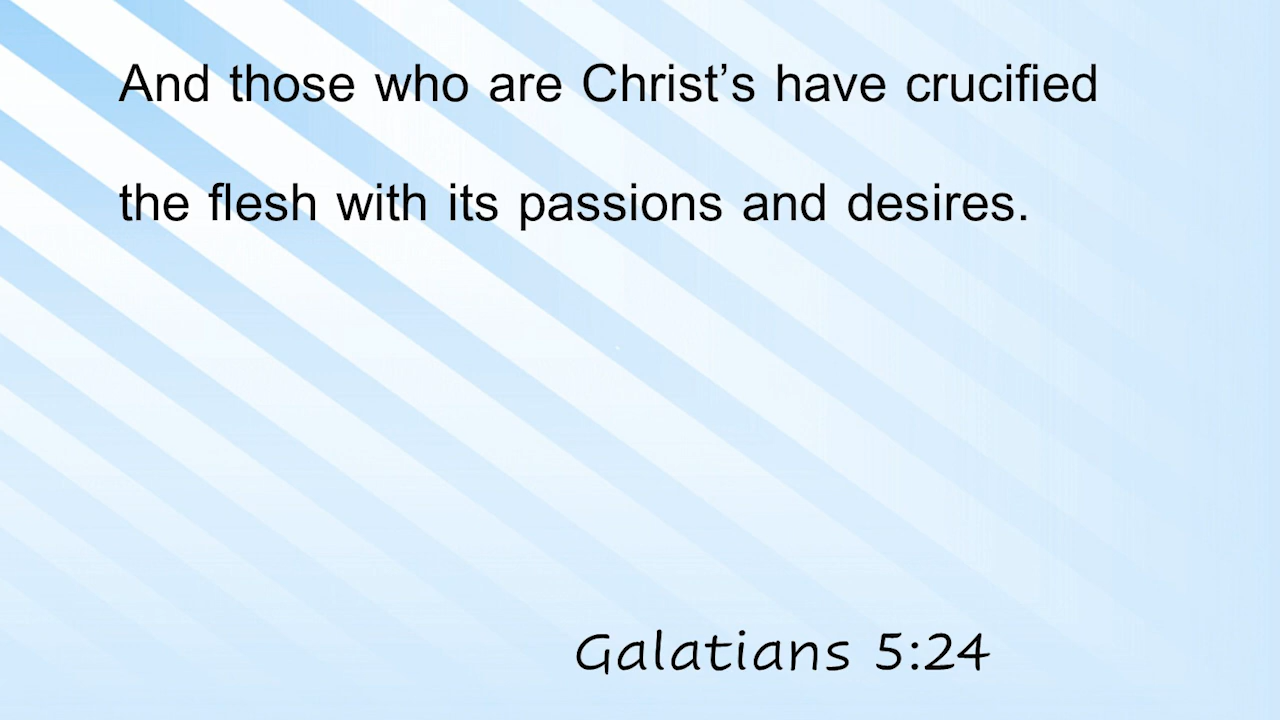 And those who are Christ’s have crucified
the flesh with its passions and desires.
Galatians 5:24